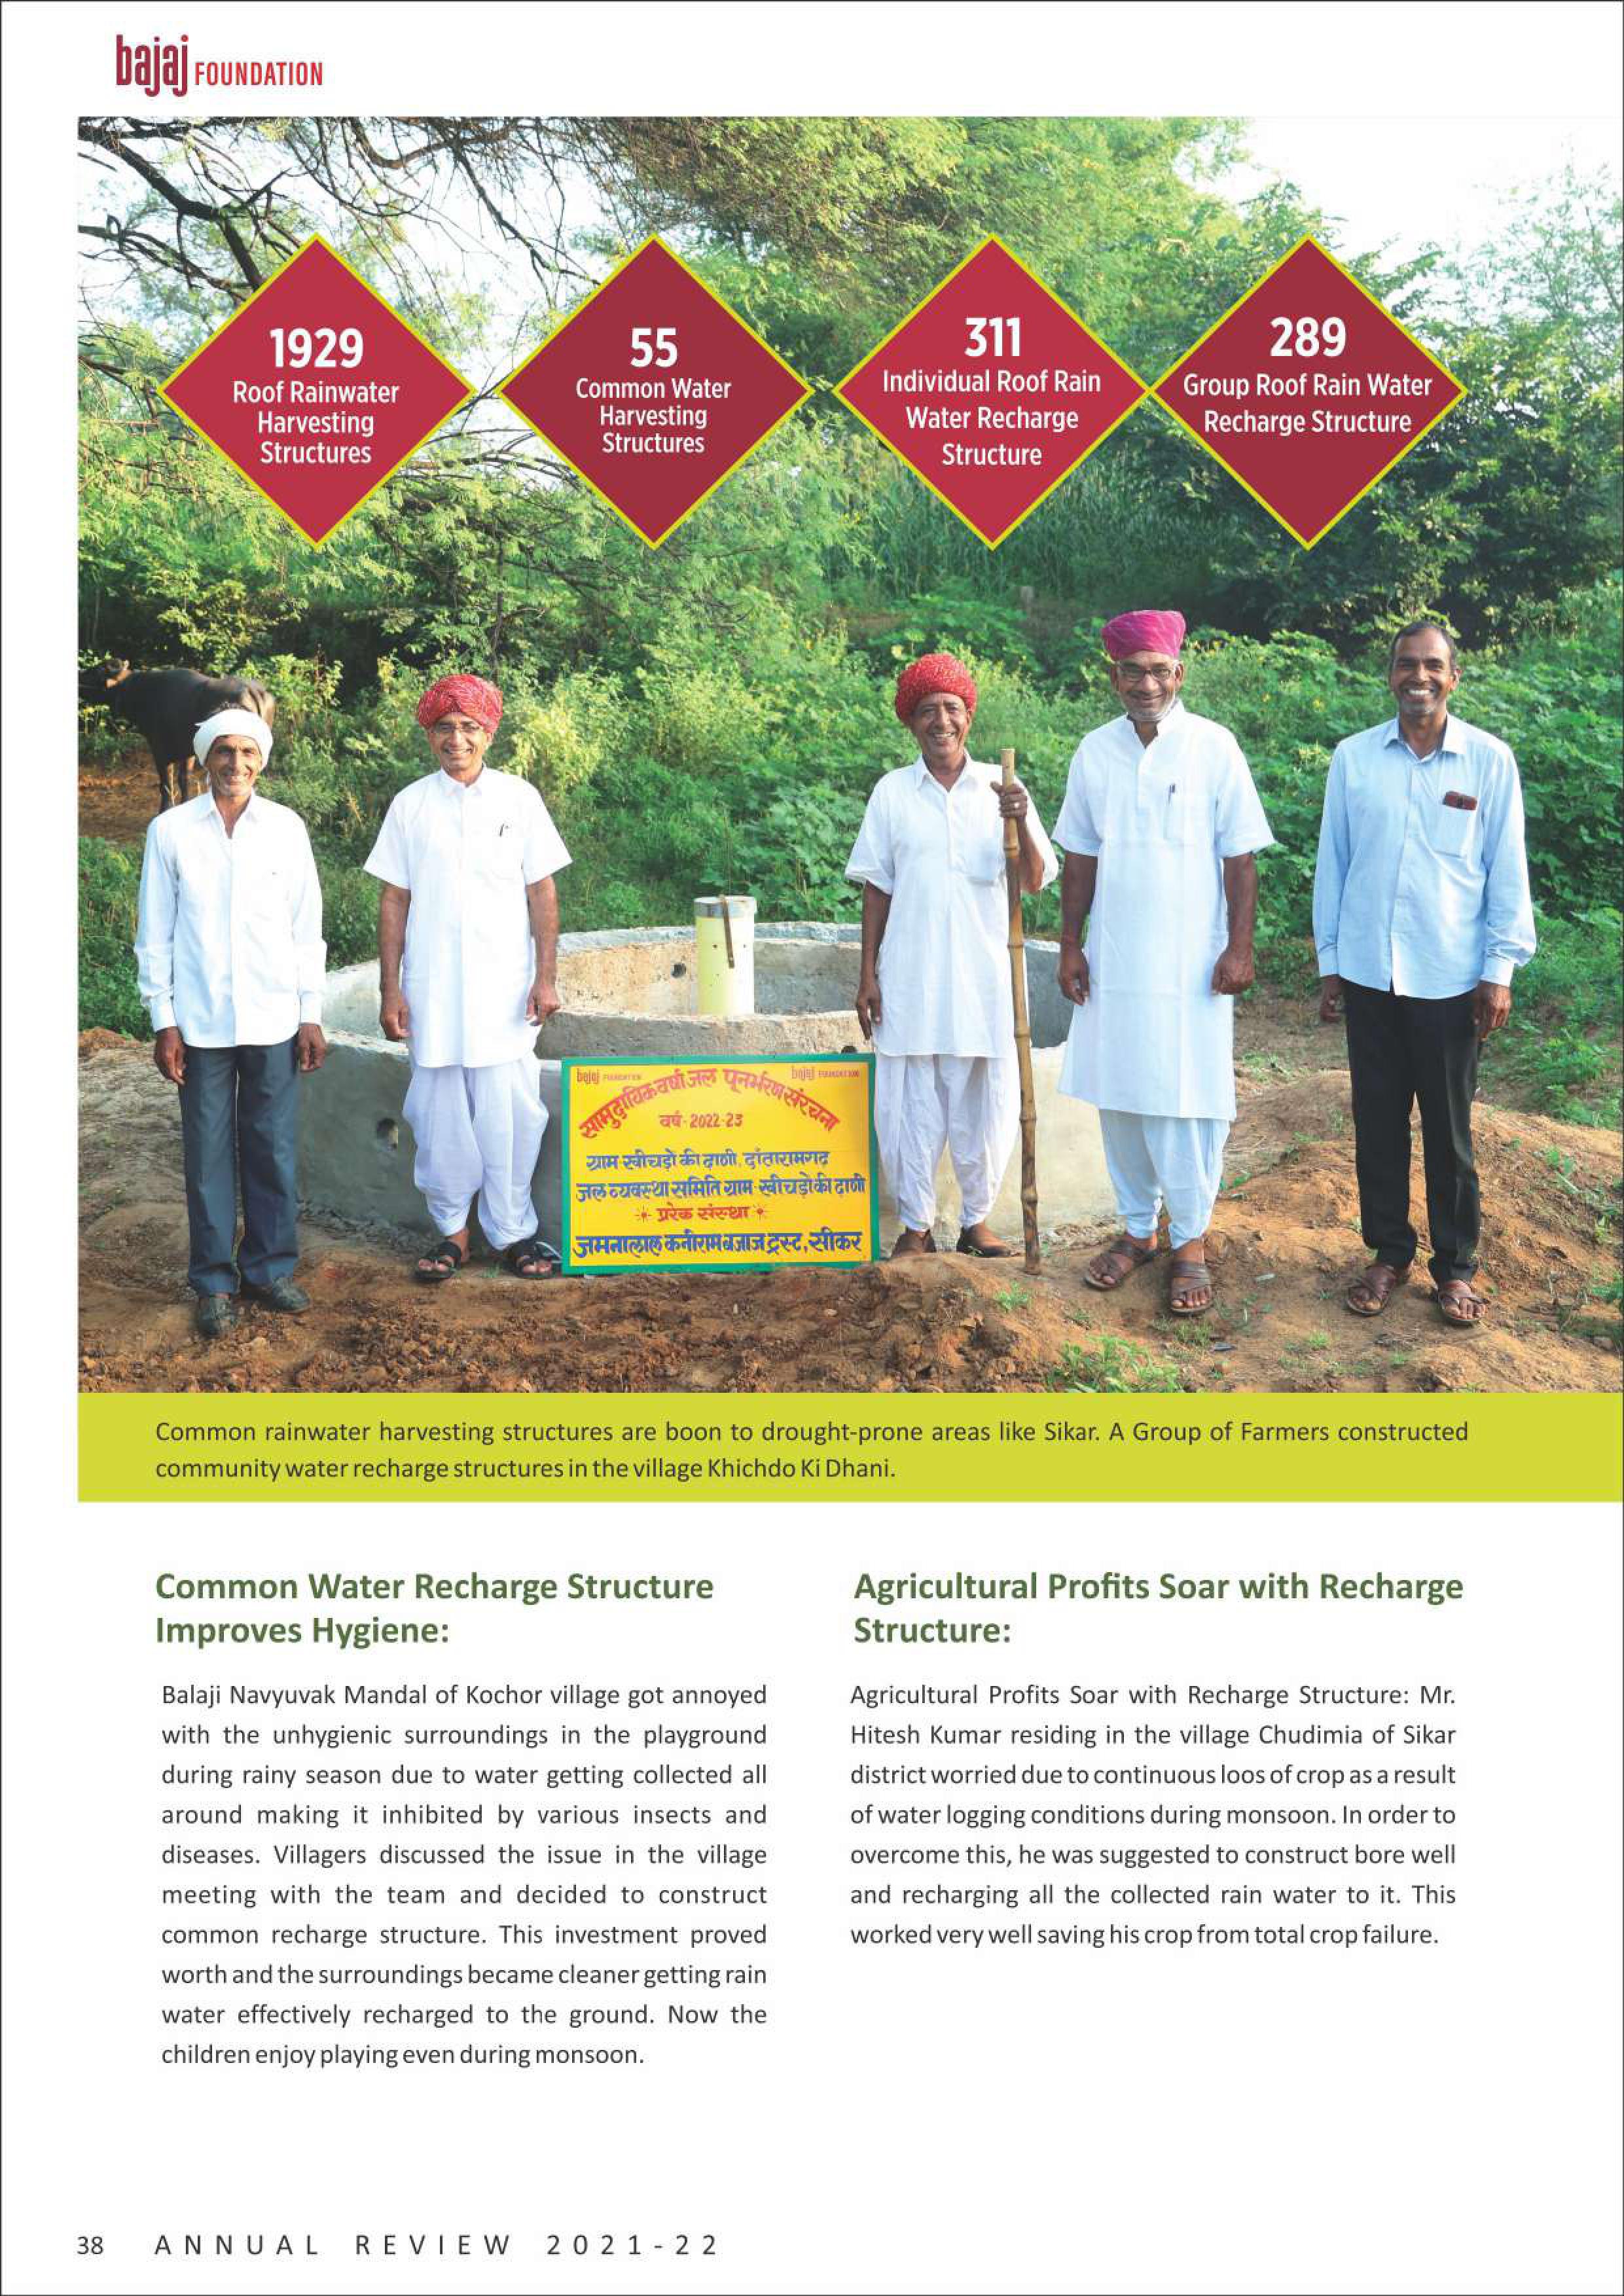 bajaj FOUNDATION
1929
Roof Rainwater
Harvesting
Structures
55
Common Water
Harvesting
Structures
311
Individual Roof Rain
Water Recharge
Structure
289
Group Roof Rain Water
Recharge Structure
bajaj FOUNDATION
bajaj FOUNDATION
सामुदायिक वर्षा जल पूनर्भरण संरचना
वर्ष-2022-23
ग्राम-खीचड़ो की ढ़ाणी, दाँतारामगढ़
जल व्यवस्था समिति ग्राम-खीचड़ो की ढाणी
प्ररेक संस्था
जमनालाल कनीराम बजाज ट्रस्ट, सीकर
Common rainwater harvesting structures are boon to drought-prone areas like Sikar. A Group of Farmers constructed
community water recharge structures in the village Khichdo Ki Dhani.
Common Water Recharge Structure
Improves Hygiene:
Balaji Navyuvak Mandal of Kochor village got annoyed
with the unhygienic surroundings in the playground
during rainy season due to water getting collected all
around making it inhibited by various insects and
diseases. Villagers discussed the issue in the village
meeting with the team and decided to construct
common recharge structure. This investment proved
worth and the surroundings became cleaner getting rain
water effectively recharged to the ground. Now the
children enjoy playing even during monsoon.
Agricultural Profits Soar with Recharge
Structure:
Agricultural Profits Soar with Recharge Structure: Mr.
Hitesh Kumar residing in the village Chudimia of Sikar
district worried due to continuous loos of crop as a result
of water logging conditions during monsoon. In order to
overcome this, he was suggested to construct bore well
and recharging all the collected rain water to it. This
worked very well saving his crop from total crop failure.
38 ANNUAL REVIEW 2021-22